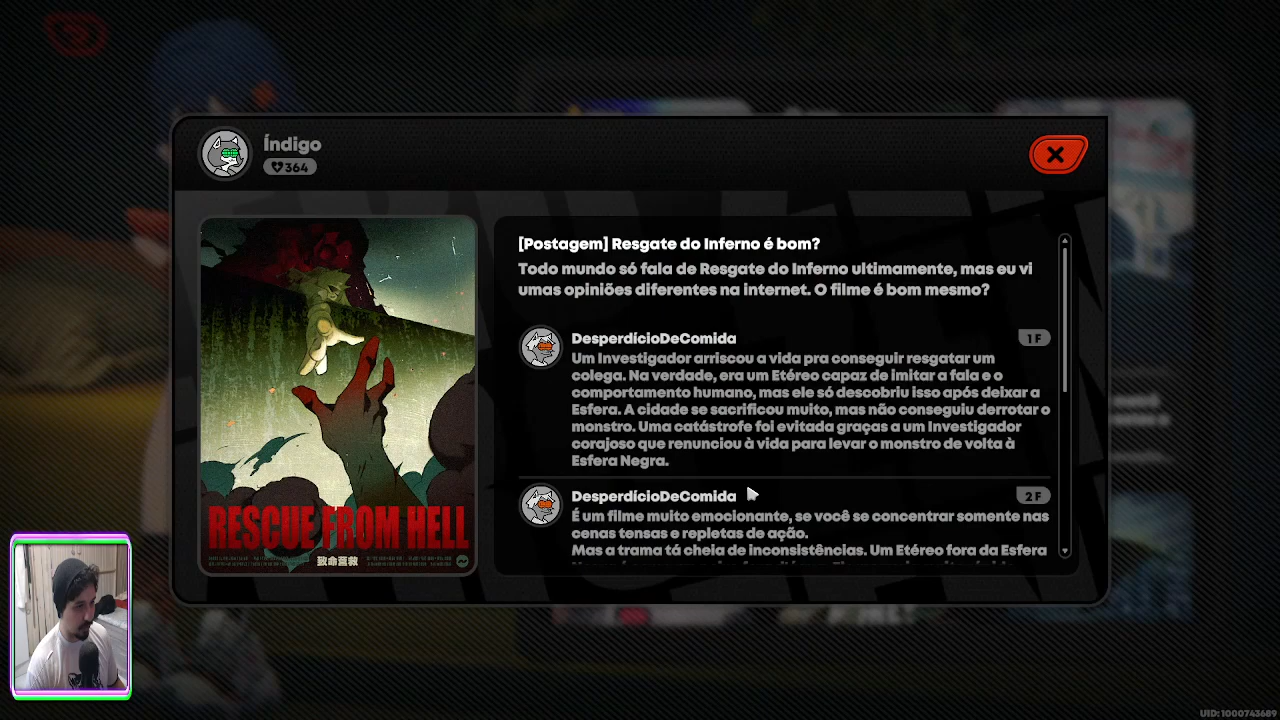 Índigo
364
[Postagem] Resgate do Inferno é bom?
Todo mundo só fala de Resgate do Inferno ultimamente, mas eu vi
umas opiniões diferentes na internet. O filme é bom mesmo?
DesperdícioDeComida
1 F
Um Investigador arriscou a vida pra conseguir resgatar um
colega. Na verdade, era um Etéreo capaz de imitar a fala e o
comportamento humano, mas ele só descobriu isso após deixar a
Esfera. A cidade se sacrificou muito, mas não conseguiu derrotar o
monstro. Uma catástrofe foi evitada graças a um Investigador
corajoso que renunciou à vida para levar o monstro de volta à
Esfera Negra.
DesperdícioDeComida
2 F
É um filme muito emocionante, se você se concentrar somente nas
cenas tensas e repletas de ação.
Mas a trama tá cheia de inconsistências. Um Etéreo fora da Esfera
RESCUE FROM HELL
UID: 1000743689